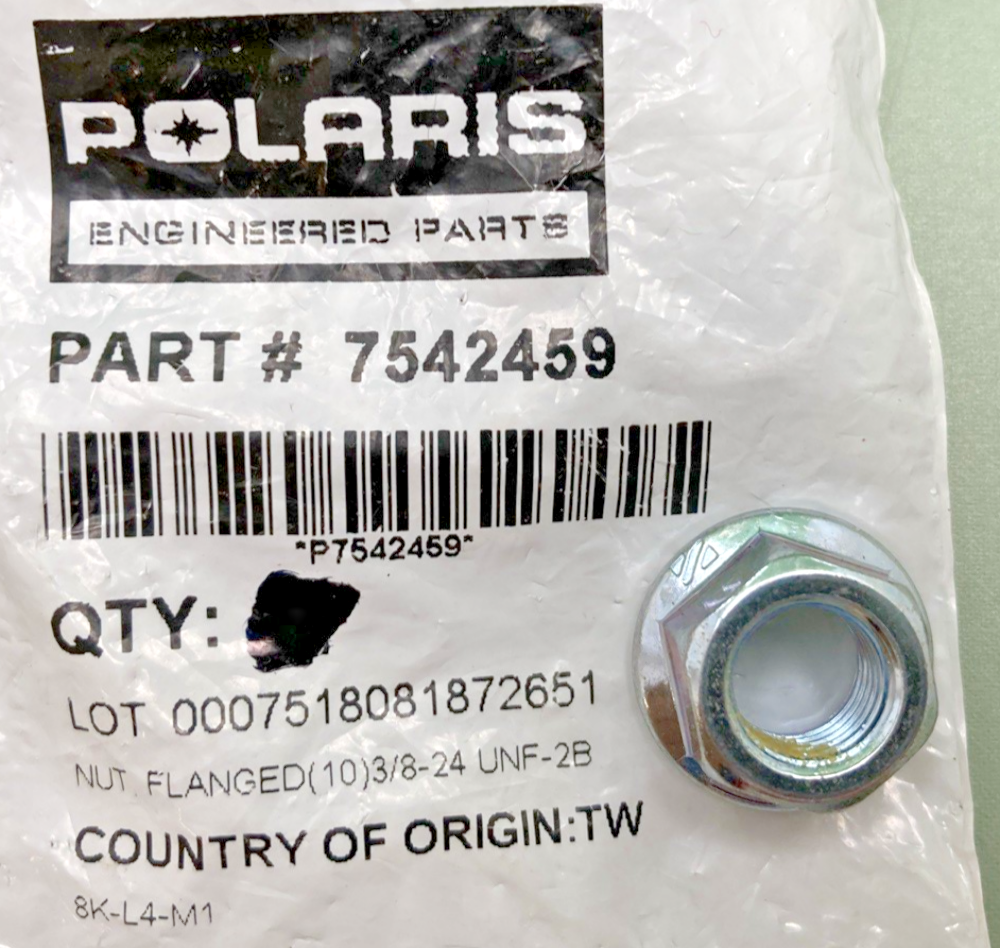 POLARIS
ENGINEERED PARTS
PART # 7542459
*P7542459*
QTY:
LOT 0007518081872651
NUT, FLANGED(10)3/8-24 UNF-2B
COUNTRY OF ORIGIN:TW
8K-L4-M1